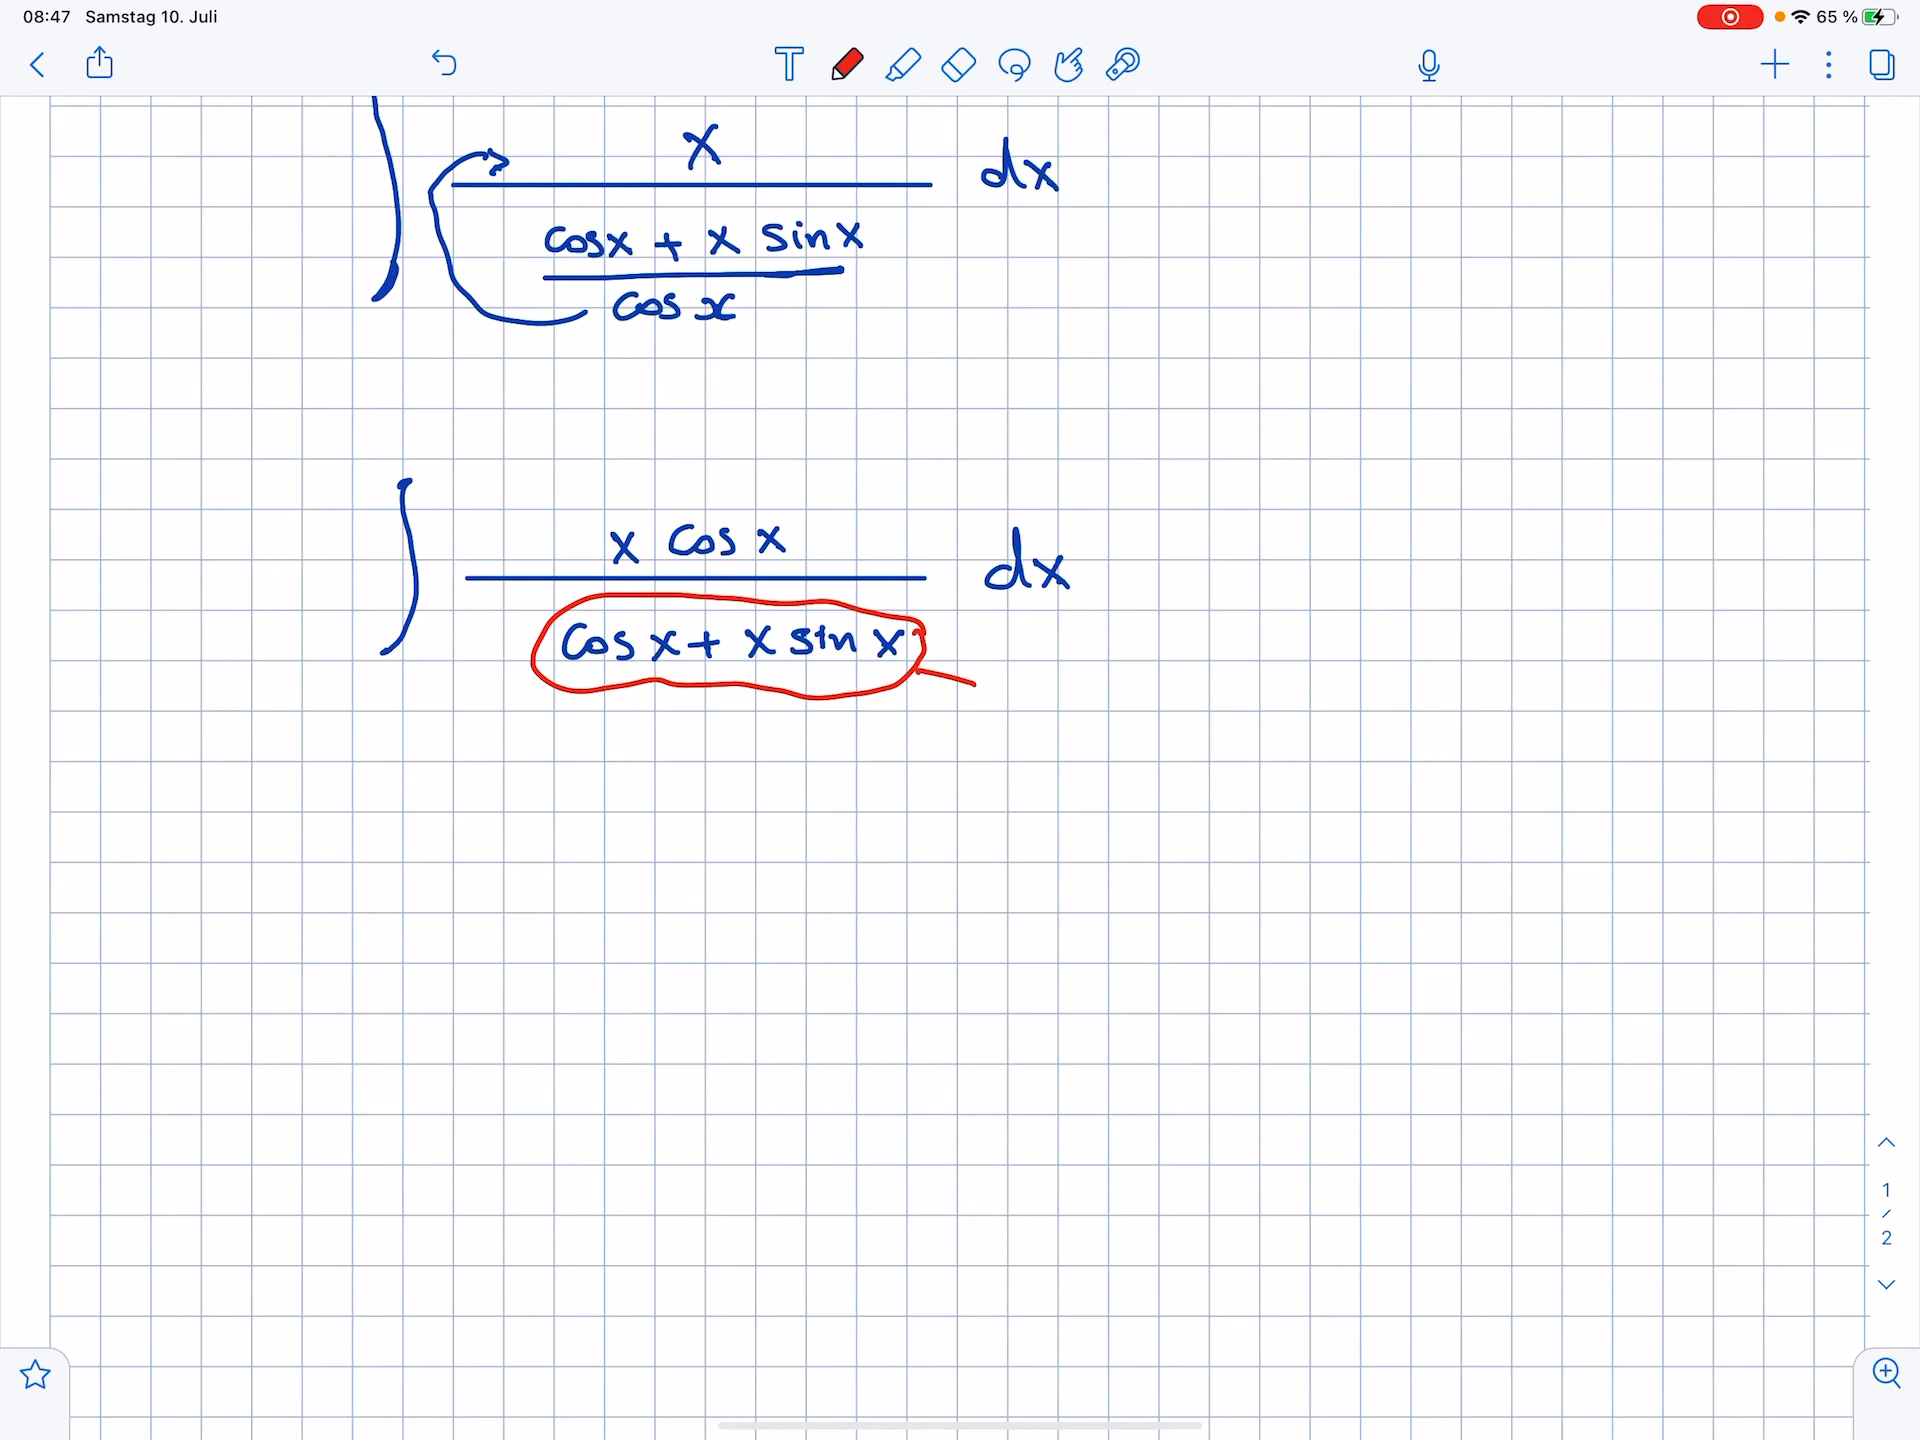 08:47 Samstag 10. Juli 65 %
T
x dx
cosx + x sinx
cos x
∫ x cos x dx
cos x + x sin x
1
/
2